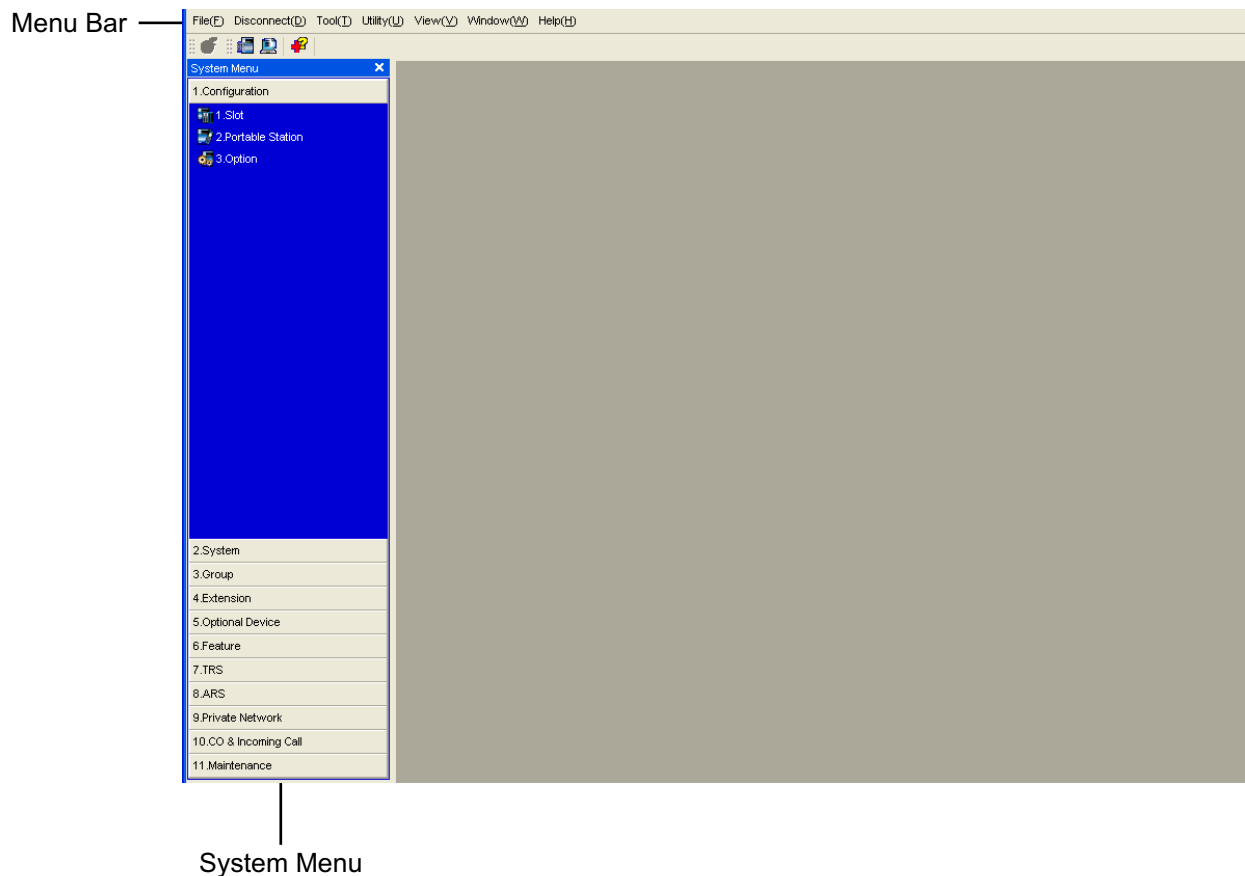 Menu Bar
File(F) Disconnect(D) Tool(T) Utility(U) View(V) Window(W) Help(H)
System Menu
1.Configuration
1.Slot
2.Portable Station
3.Option
2.System
3.Group
4.Extension
5.Optional Device
6.Feature
7.TRS
8.ARS
9.Private Network
10.CO & Incoming Call
11.Maintenance
System Menu